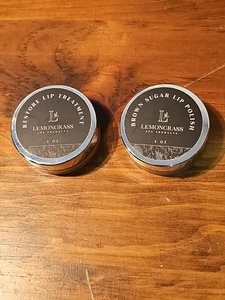 RESTORE LIP TREATMENT
L
LEMONGRASS
SPA PRODUCTS
1 OZ
BROWN SUGAR LIP POLISH
L
LEMONGRASS
SPA PRODUCTS
1 OZ